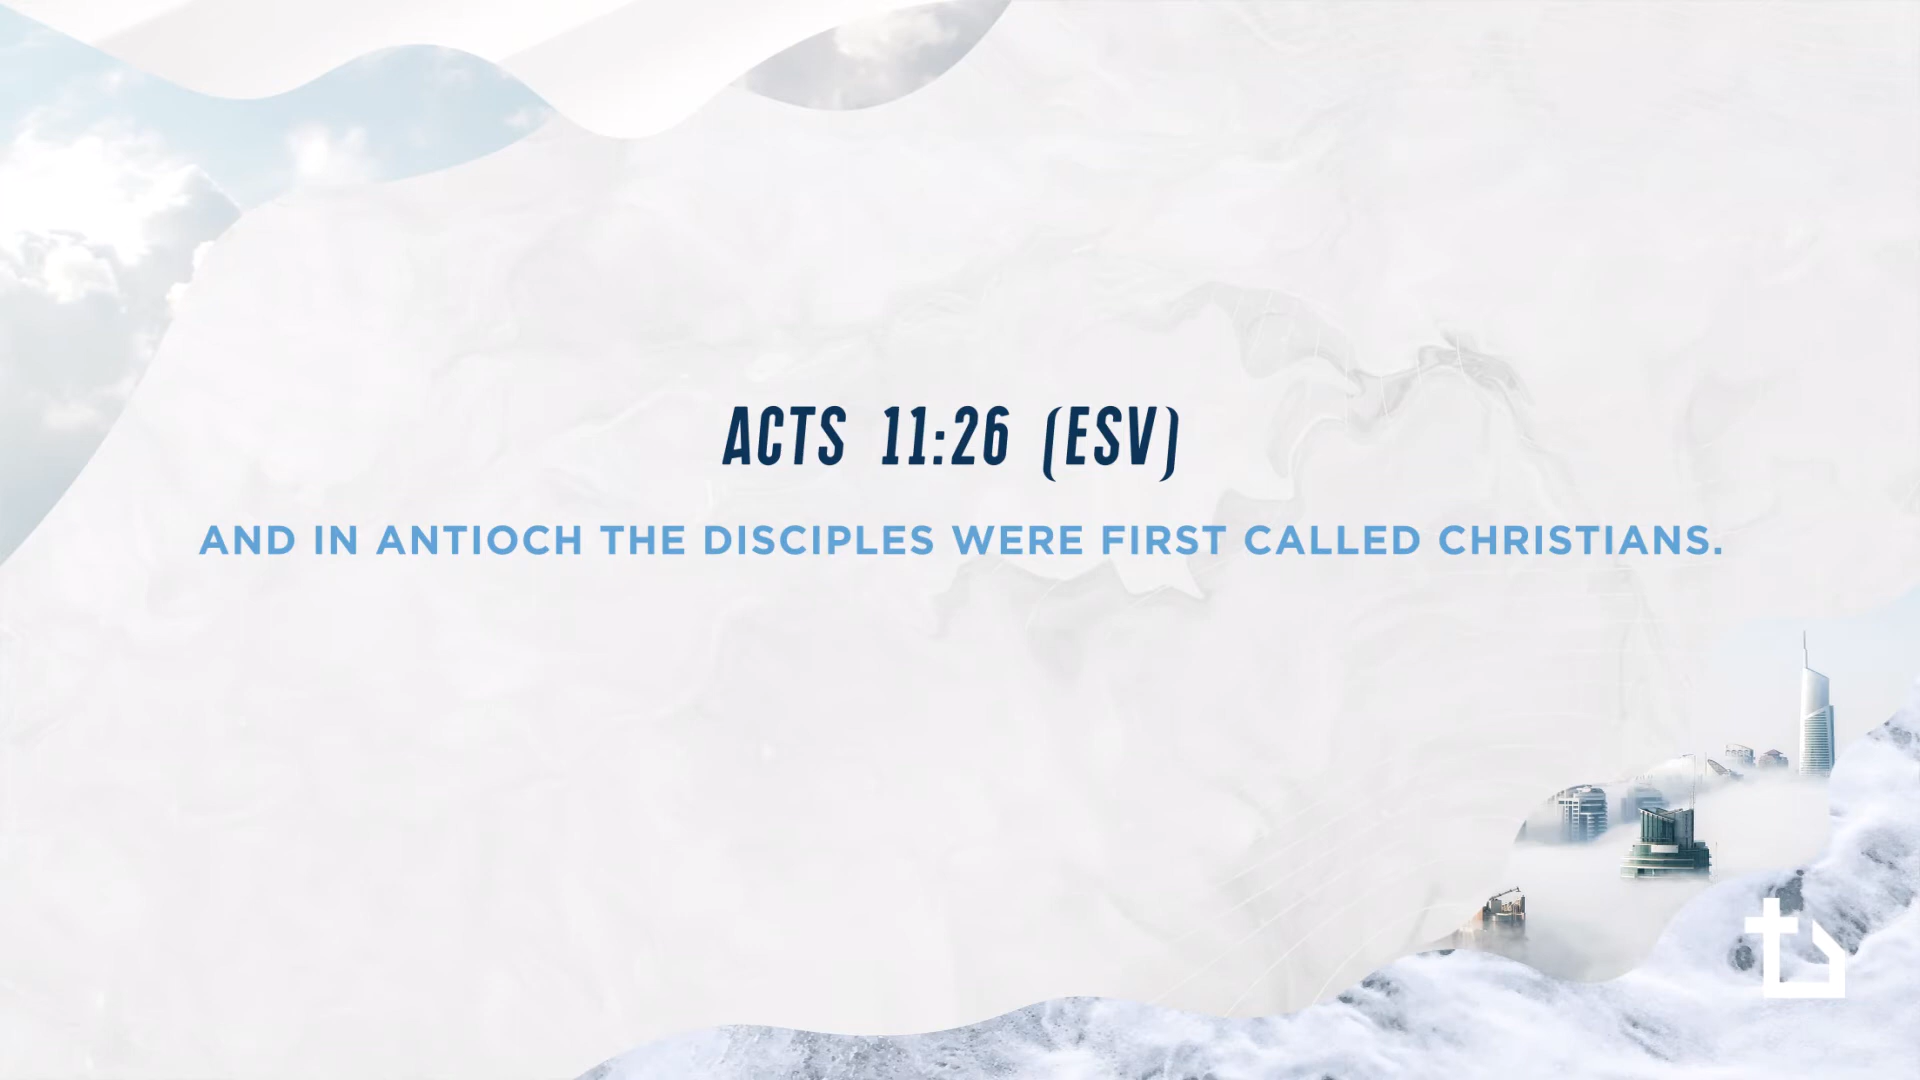 ACTS 11:26 (ESV)
AND IN ANTIOCH THE DISCIPLES WERE FIRST CALLED CHRISTIANS.